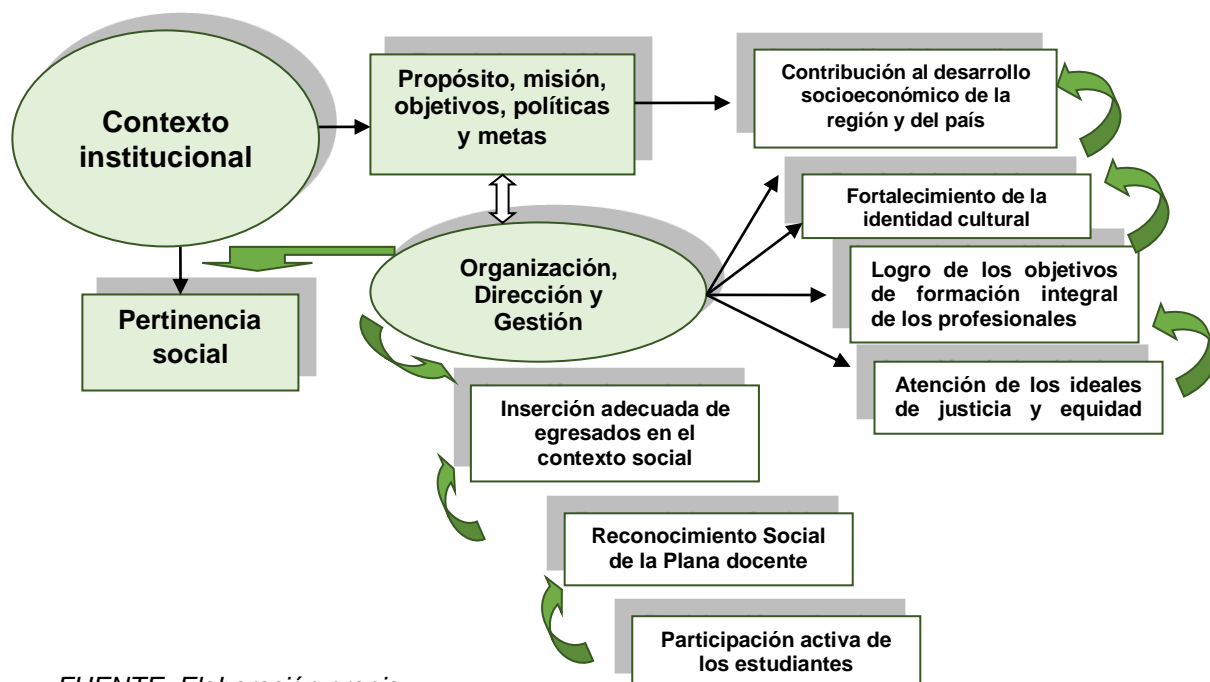 Contexto
institucional
Propósito, misión,
objetivos, políticas
y metas
Contribución al desarrollo
socioeconómico de la
región y del país
Fortalecimiento de la
identidad cultural
Logro de los objetivos
de formación integral
de los profesionales
Atención de los ideales
de justicia y equidad
Organización,
Dirección y
Gestión
Pertinencia
social
Inserción adecuada de
egresados en el
contexto social
Reconocimiento Social
de la Plana docente
Participación activa de
los estudiantes
FUENTE. Elaboración propia